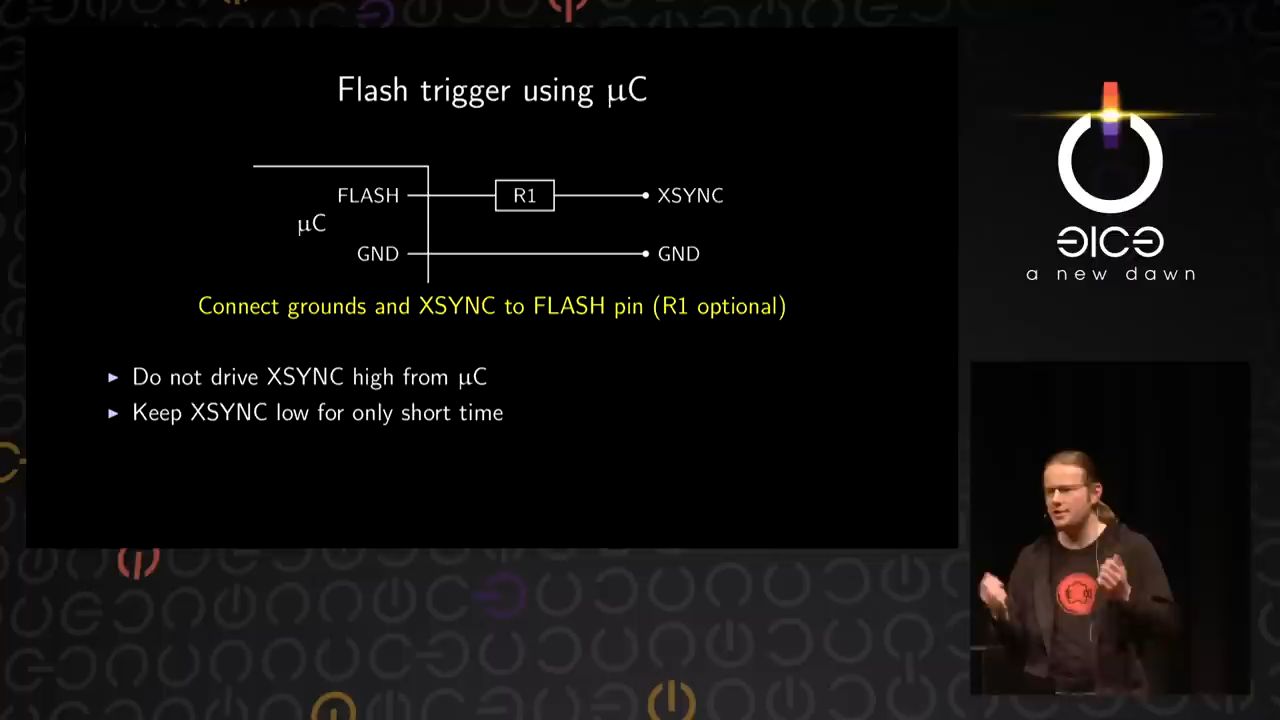 Flash trigger using µC
FLASH
R1
XSYNC
µC
GND
GND
Connect grounds and XSYNC to FLASH pin (R1 optional)
Do not drive XSYNC high from µC
Keep XSYNC low for only short time
ЭIСЭ
a new dawn